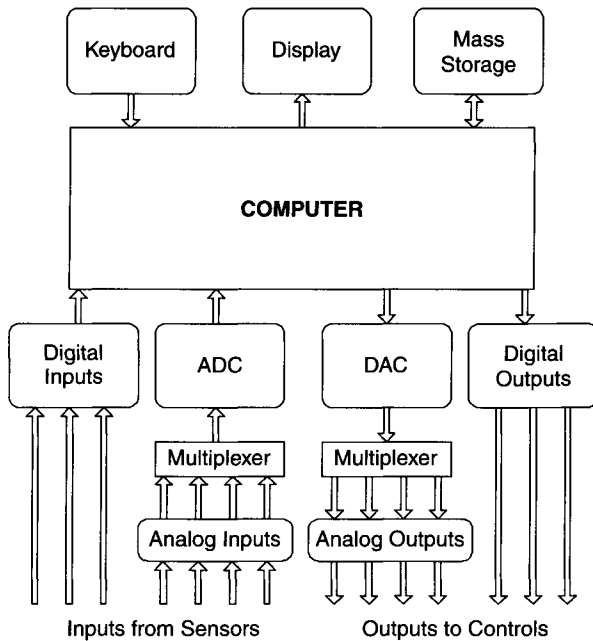 Keyboard
Display
Mass
Storage
COMPUTER
Digital
Inputs
ADC
DAC
Digital
Outputs
Multiplexer
Multiplexer
Analog Inputs
Analog Outputs
Inputs from Sensors
Outputs to Controls